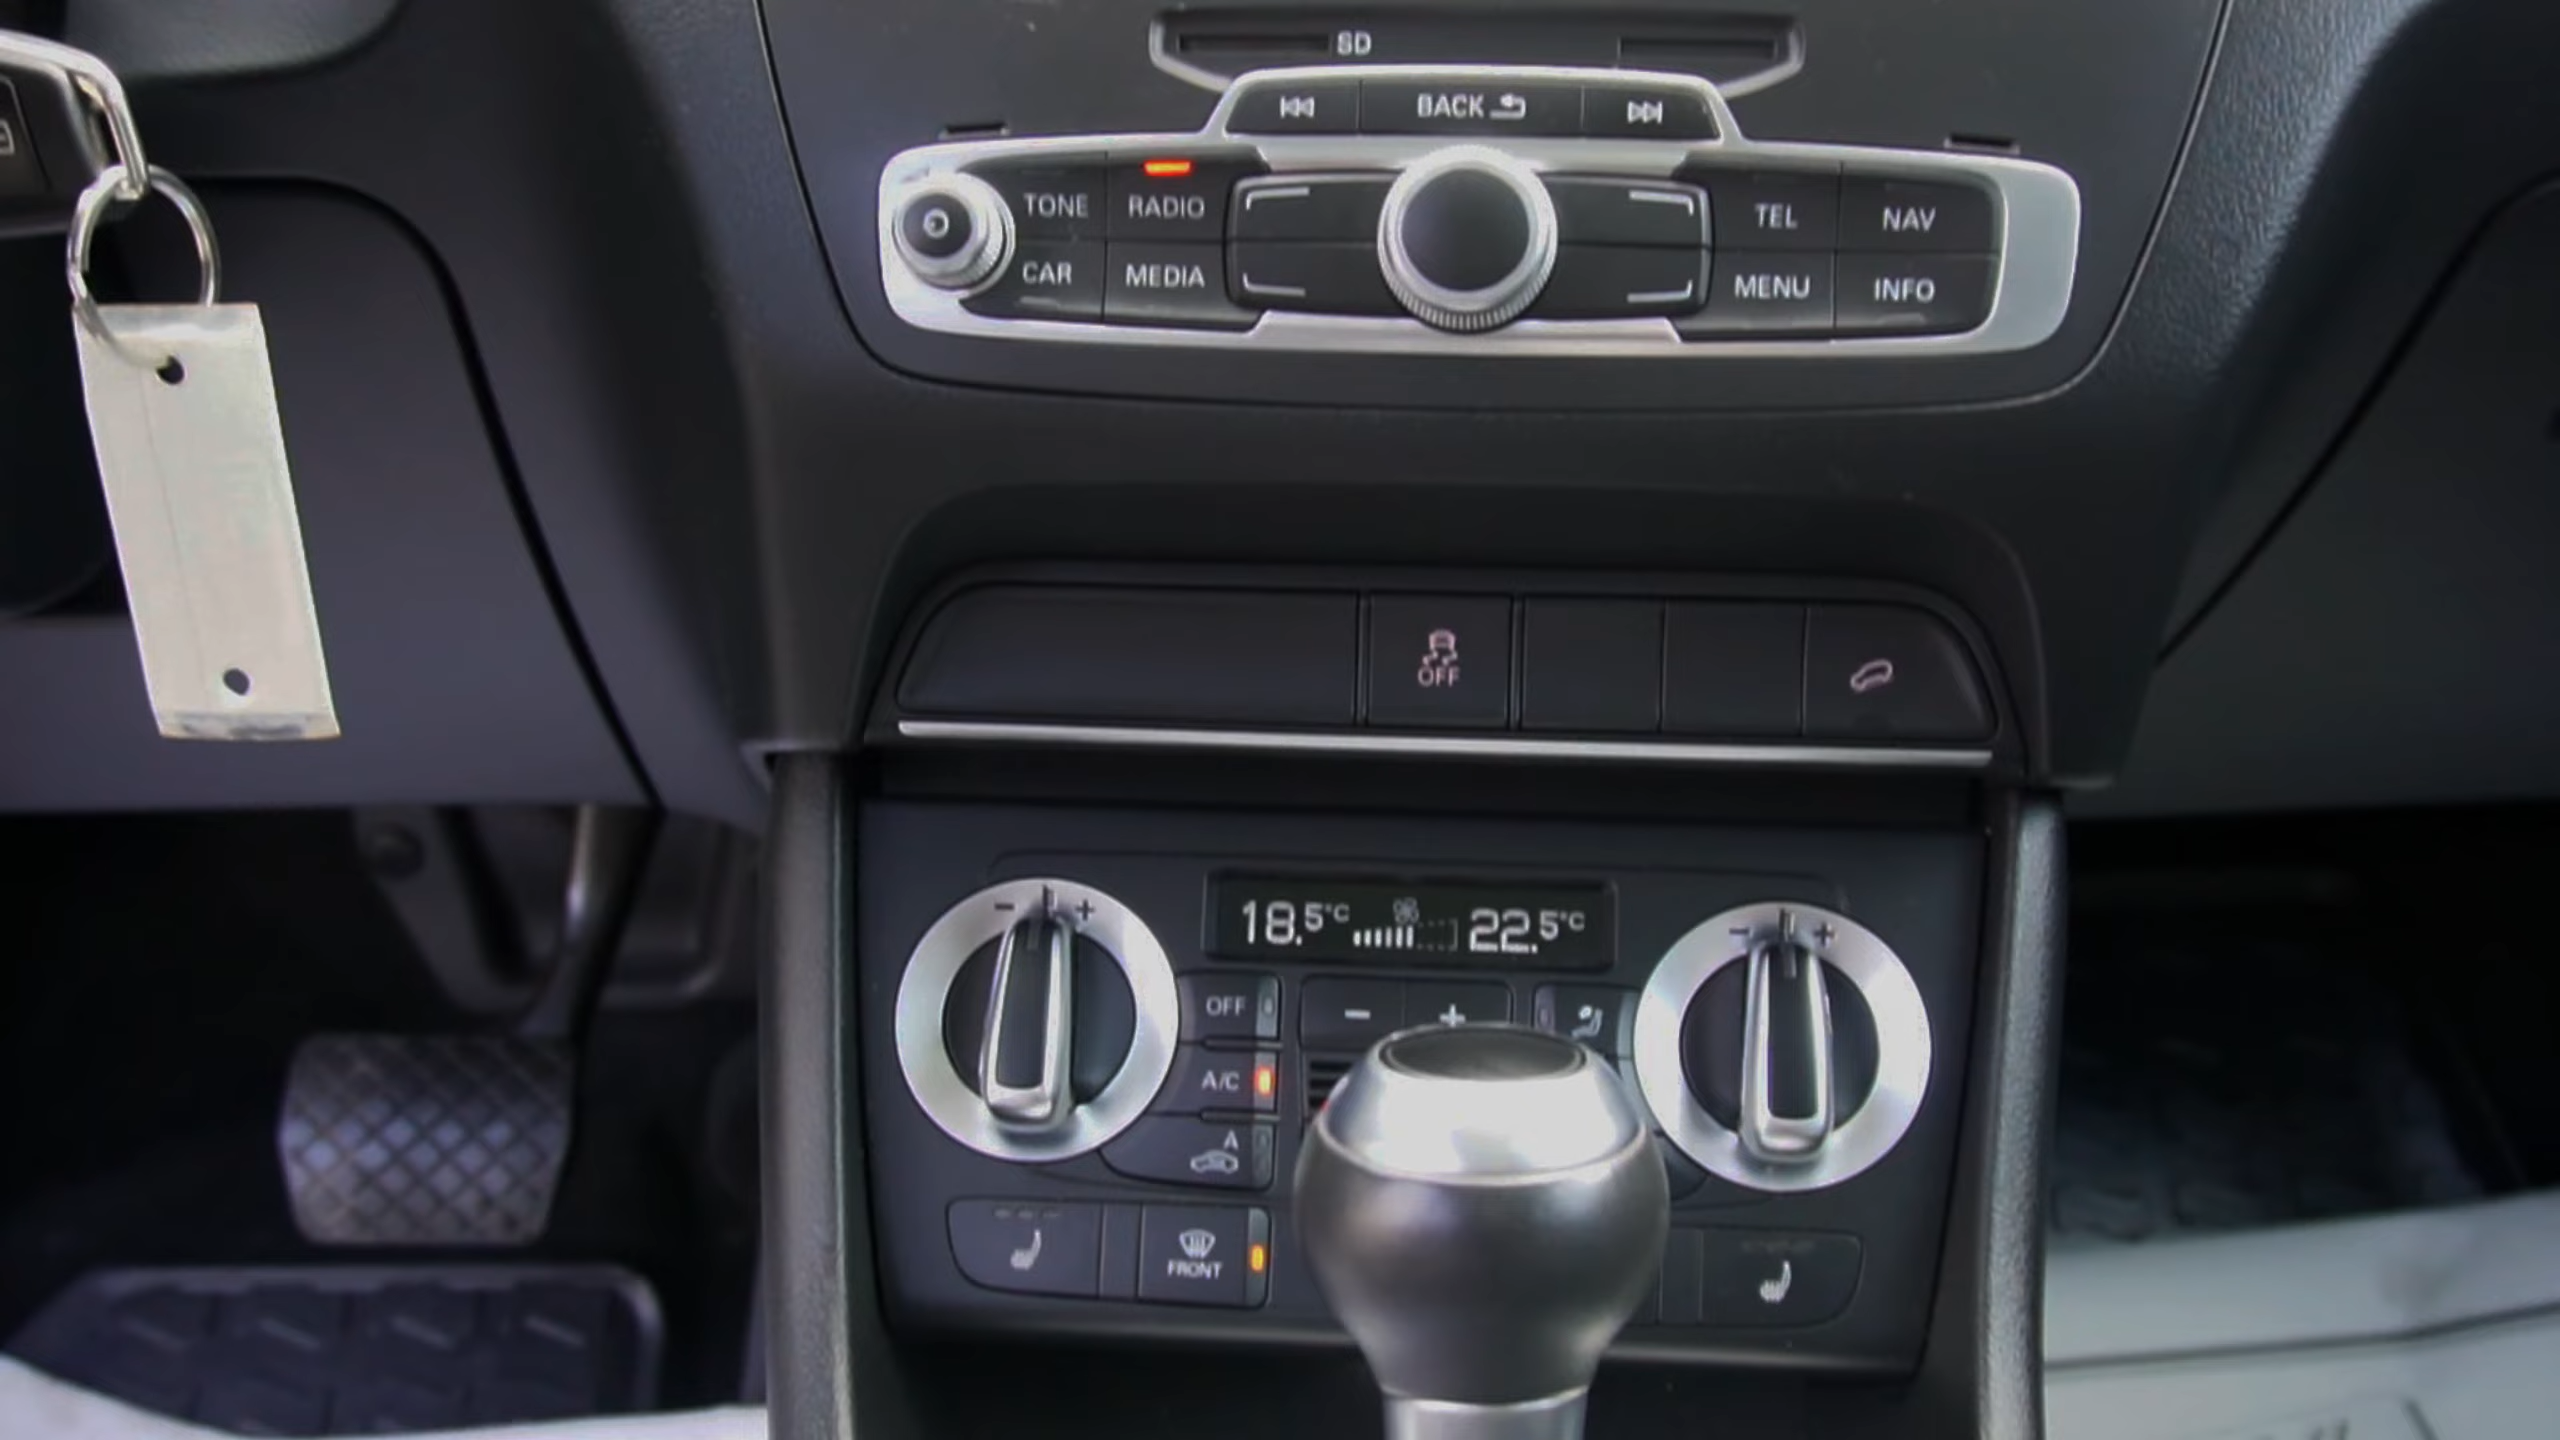 SD
BACK
TONE RADIO TEL NAV
CAR MEDIA MENU INFO
OFF
18.5°C 22.5°C
- + - +
OFF - +
A/C
A
FRONT